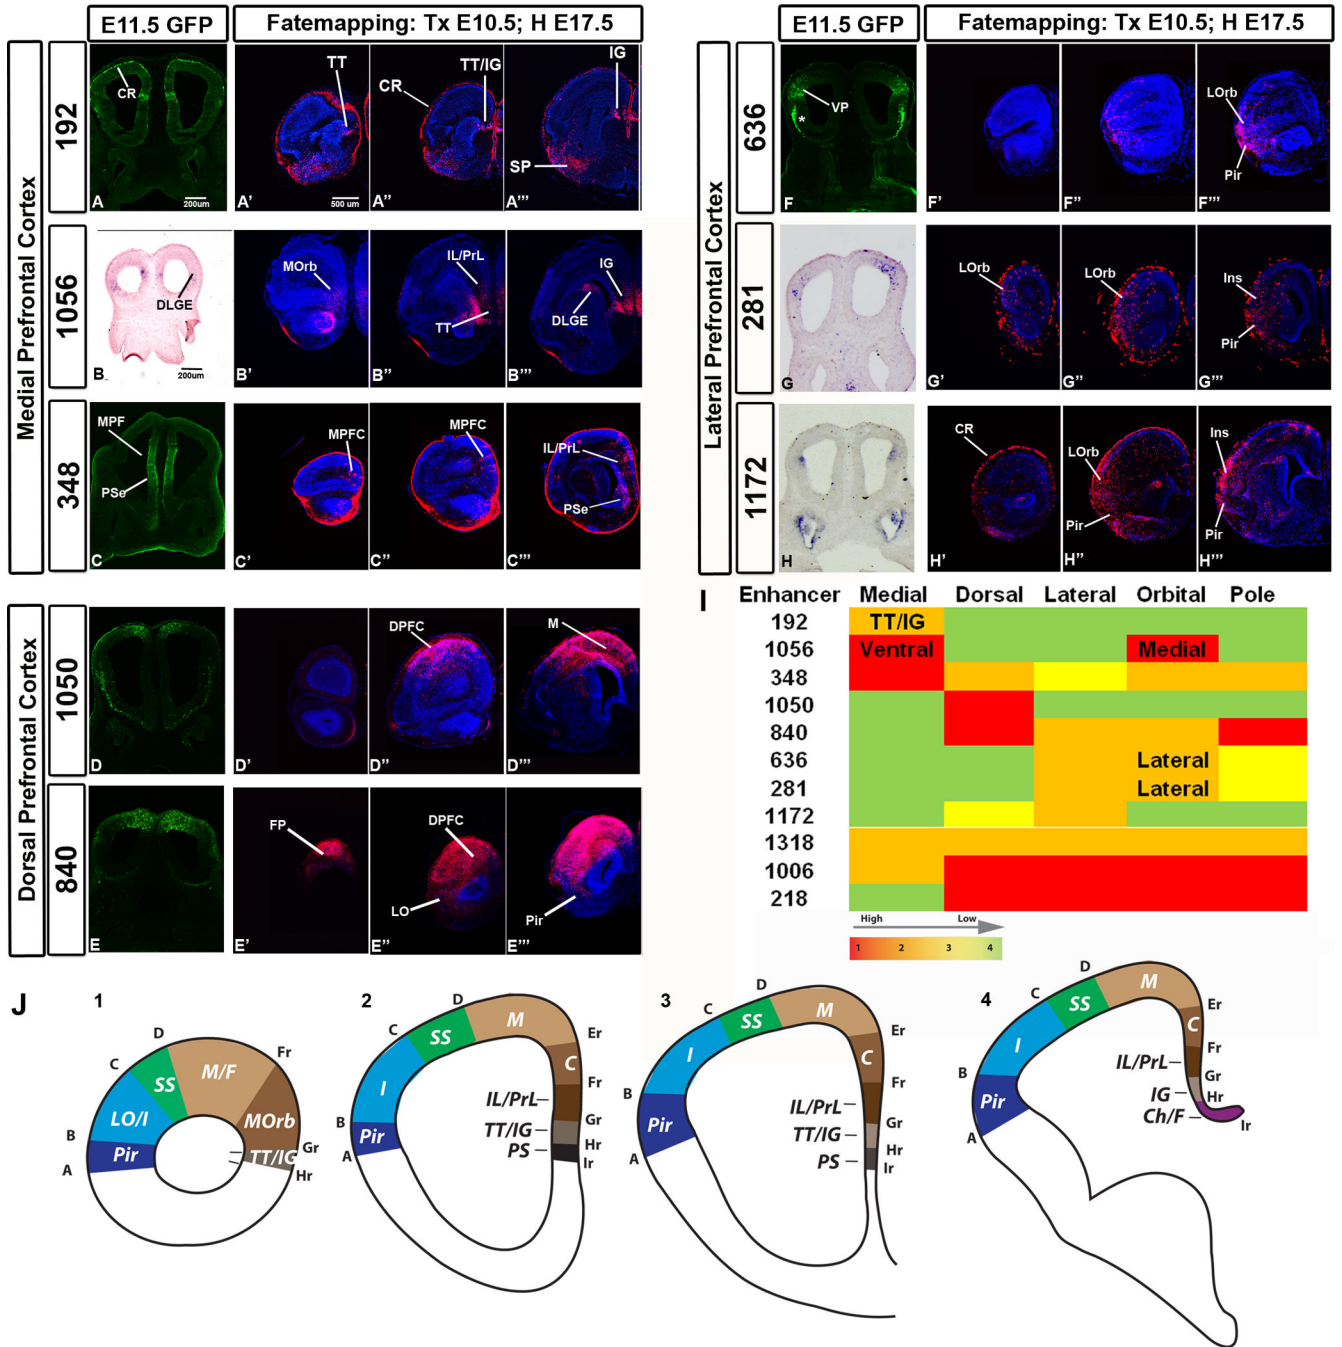 E11.5 GFP
Fatemapping: Tx E10.5; H E17.5
Medial Prefrontal Cortex
192
CR
A
200um
TT
A'
500 um
CR
TT/IG
A''
IG
SP
A'''
1056
DLGE
B
200um
MOrb
B'
IL/PrL
TT
B''
IG
DLGE
B'''
348
MPF
PSe
C
MPFC
C'
MPFC
C''
IL/PrL
PSe
C'''
Dorsal Prefrontal Cortex
1050
D
D'
DPFC
D''
M
D'''
840
E
FP
E'
DPFC
LO
E''
Pir
E'''
E11.5 GFP
Fatemapping: Tx E10.5; H E17.5
Lateral Prefrontal Cortex
636
VP
*
F
F'
F''
LOrb
Pir
F'''
281
G
LOrb
G'
LOrb
G''
Ins
Pir
G'''
1172
H
CR
H'
LOrb
Pir
H''
Ins
Pir
H'''
I
Enhancer Medial Dorsal Lateral Orbital Pole
192 TT/IG
1056 Ventral Medial
348
1050
840
636 Lateral
281 Lateral
1172
1318
1006
218
High Low
1 2 3 4
J
1
A
B
C
D
Fr
Gr
Hr
Pir
LO/I
SS
M/F
MOrb
TT/IG
2
A
B
C
D
Er
Fr
Gr
Hr
Ir
Pir
I
SS
M
C
IL/PrL
TT/IG
PS
3
A
B
C
D
Er
Fr
Gr
Hr
Ir
Pir
I
SS
M
C
IL/PrL
TT/IG
PS
4
A
B
C
D
Er
Fr
Gr
Hr
Ir
Pir
I
SS
M
C
IL/PrL
IG
Ch/F